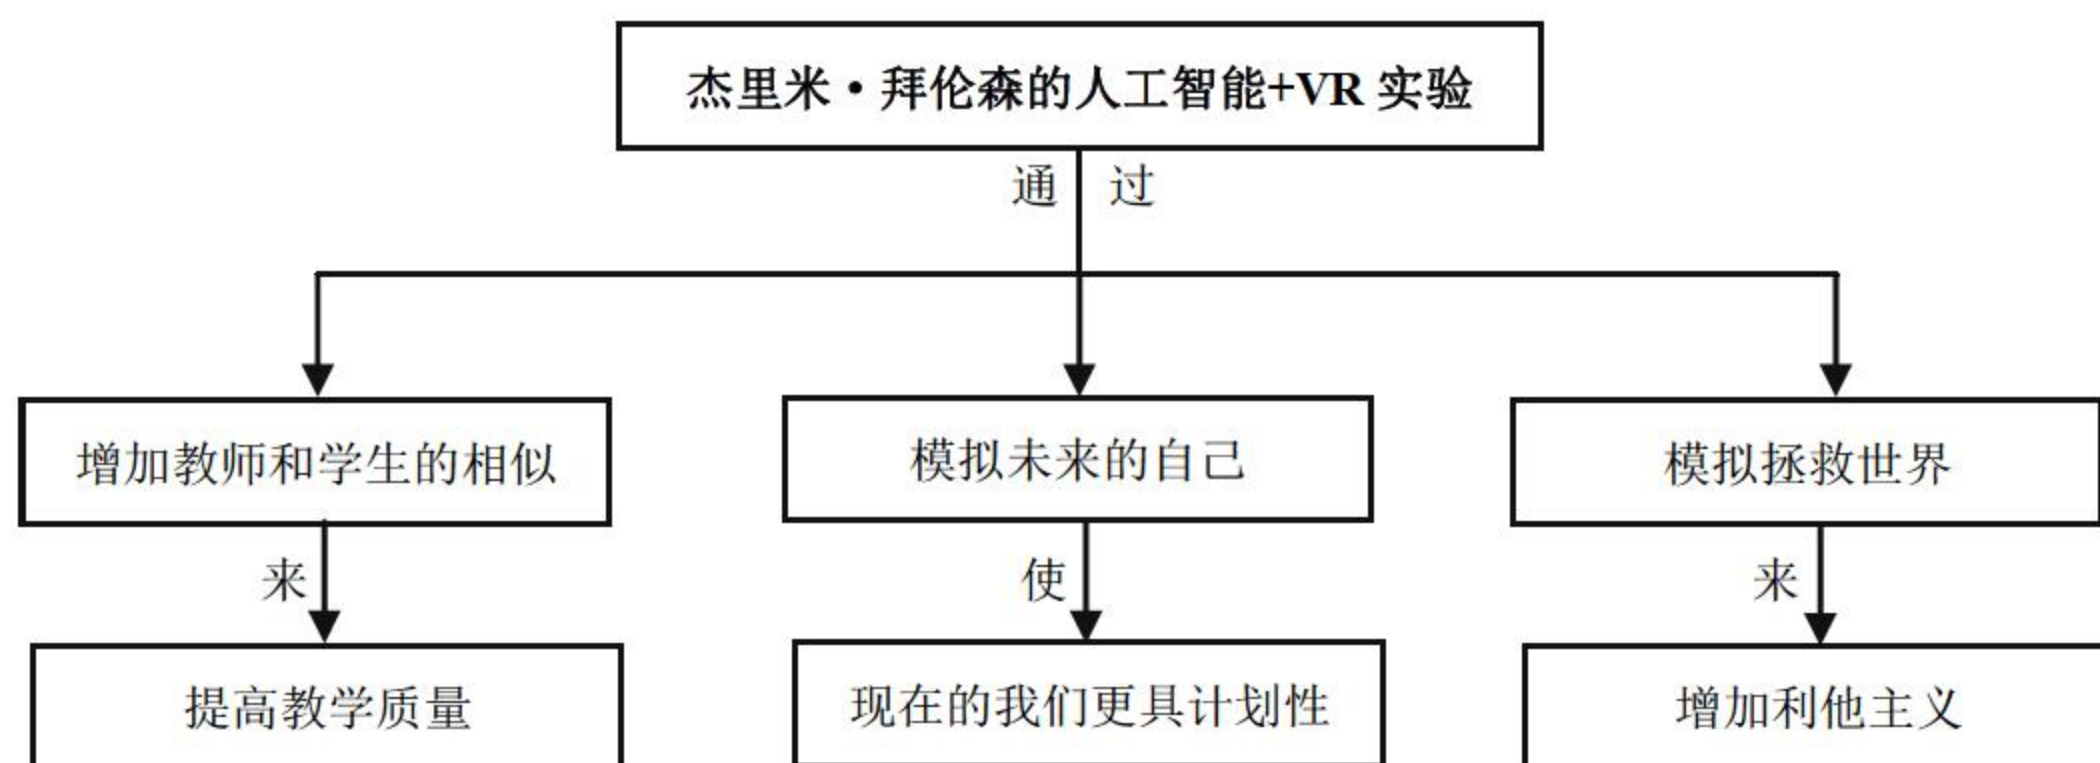 杰里米·拜伦森的人工智能+VR 实验
通 过
增加教师和学生的相似
模拟未来的自己
模拟拯救世界
来
使
来
提高教学质量
现在的我们更具计划性
增加利他主义